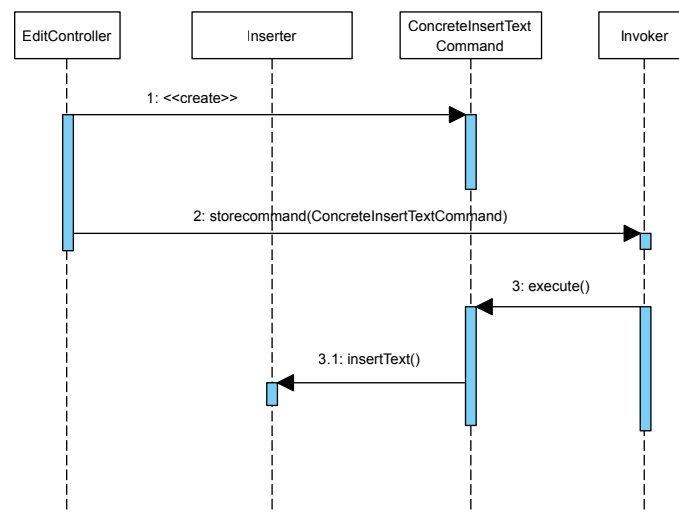 EditController
Inserter
ConcreteInsertText
Command
Invoker
1: <<create>>
2: storecommand(ConcreteInsertTextCommand)
3: execute()
3.1: insertText()